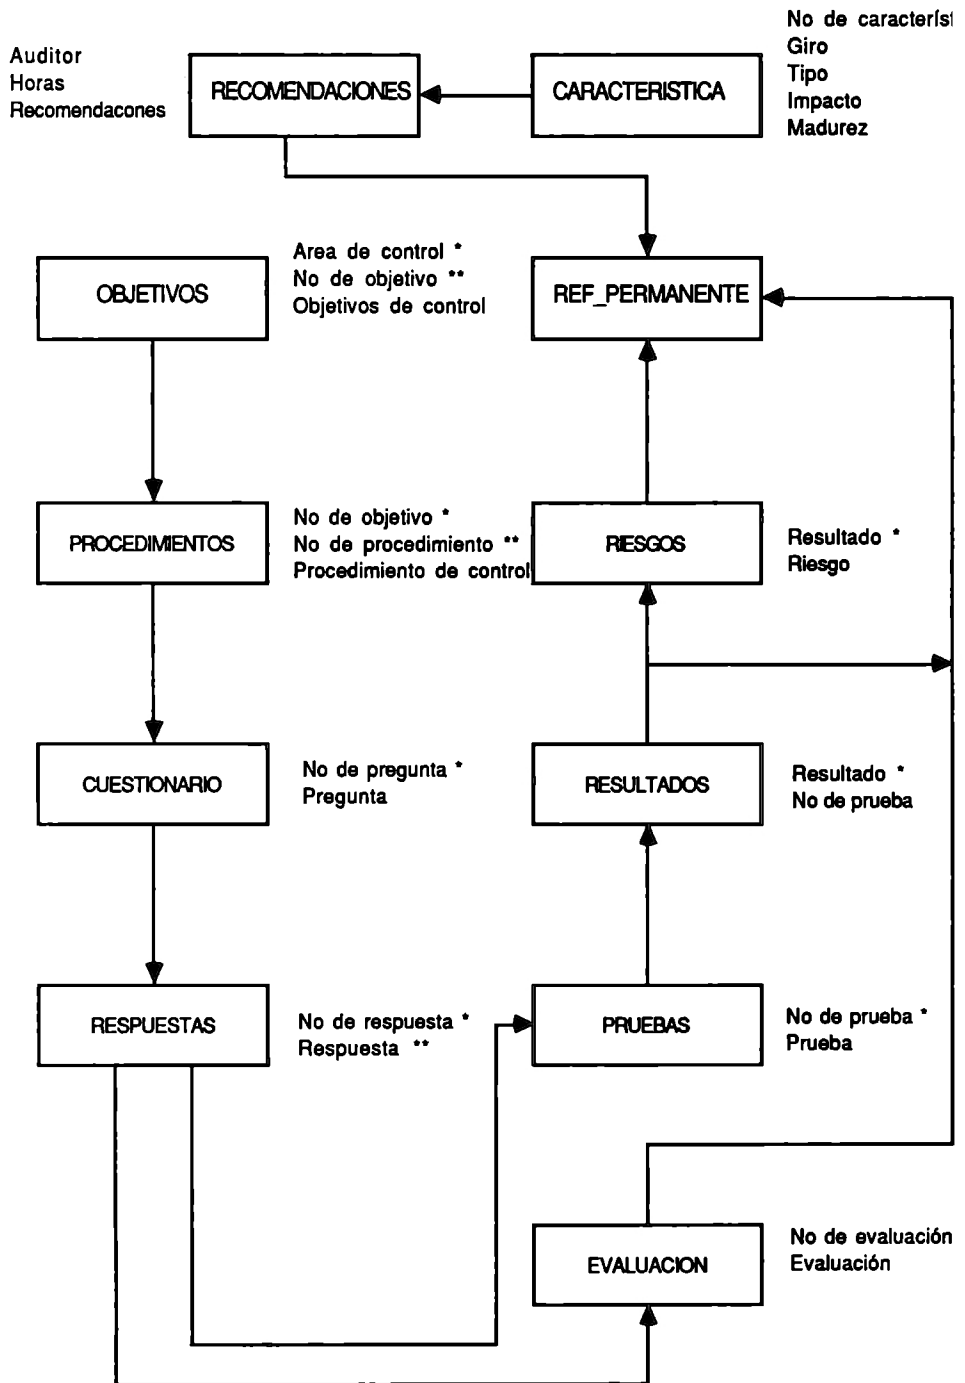 Auditor
Horas
Recomendacones
RECOMENDACIONES
CARACTERISTICA
No de caracterís
Giro
Tipo
Impacto
Madurez
OBJETIVOS
Area de control *
No de objetivo **
Objetivos de control
REF_PERMANENTE
PROCEDIMIENTOS
No de objetivo *
No de procedimiento **
Procedimiento de control
RIESGOS
Resultado *
Riesgo
CUESTIONARIO
No de pregunta *
Pregunta
RESULTADOS
Resultado *
No de prueba
RESPUESTAS
No de respuesta *
Respuesta **
PRUEBAS
No de prueba *
Prueba
EVALUACION
No de evaluación
Evaluación